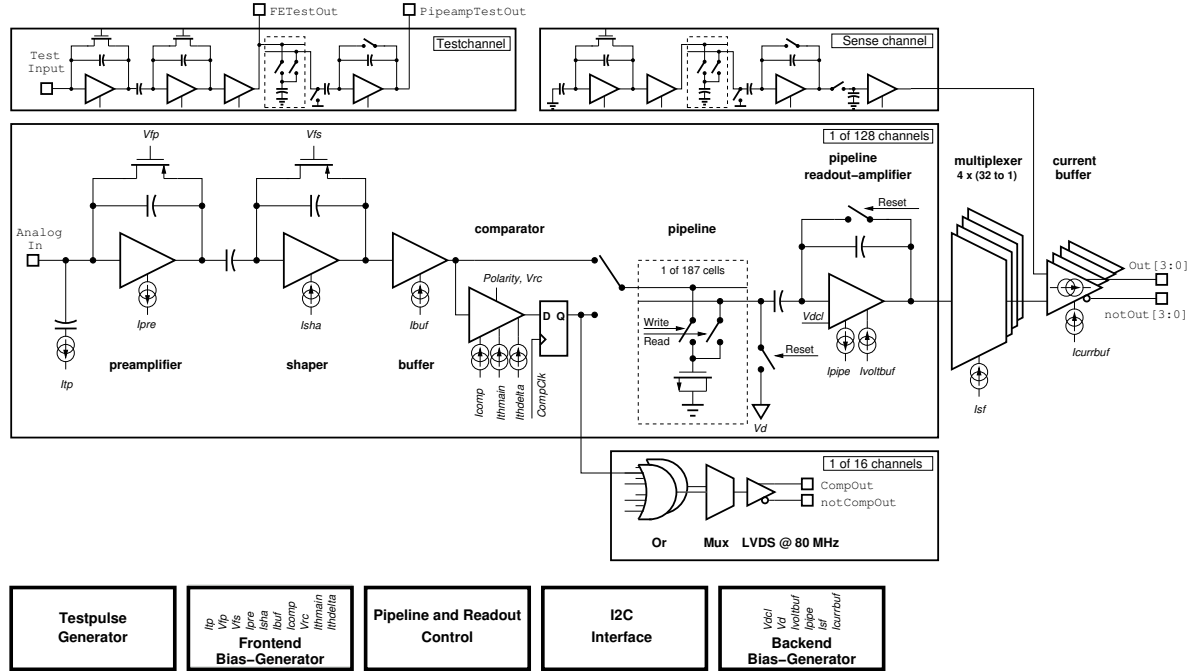 FETestOut
PipeampTestOut
Testchannel
Test
Input
Sense channel
1 of 128 channels
Vfp
Vfs
pipeline
readout−amplifier
multiplexer
4 x (32 to 1)
current
buffer
Reset
Analog
In
comparator
pipeline
1 of 187 cells
Polarity, Vrc
Out[3:0]
notOut[3:0]
Ipre
Isha
Ibuf
D Q
Write
Read
Vdcl
Reset
Icurrbuf
preamplifier
shaper
buffer
Itp
Icomp
Ithmain
Ithdelta
CompClk
Ipipe
Ivoltbuf
Isf
Vd
1 of 16 channels
CompOut
notCompOut
Or
Mux
LVDS @ 80 MHz
Testpulse
Generator
Itp
Vfp
Vfs
Ipre
Isha
Ibuf
Icomp
Vrc
Ithmain
Ithdelta
Frontend
Bias−Generator
Pipeline and Readout
Control
I2C
Interface
Vdcl
Vd
Ivoltbuf
Ipipe
Isf
Icurrbuf
Backend
Bias−Generator